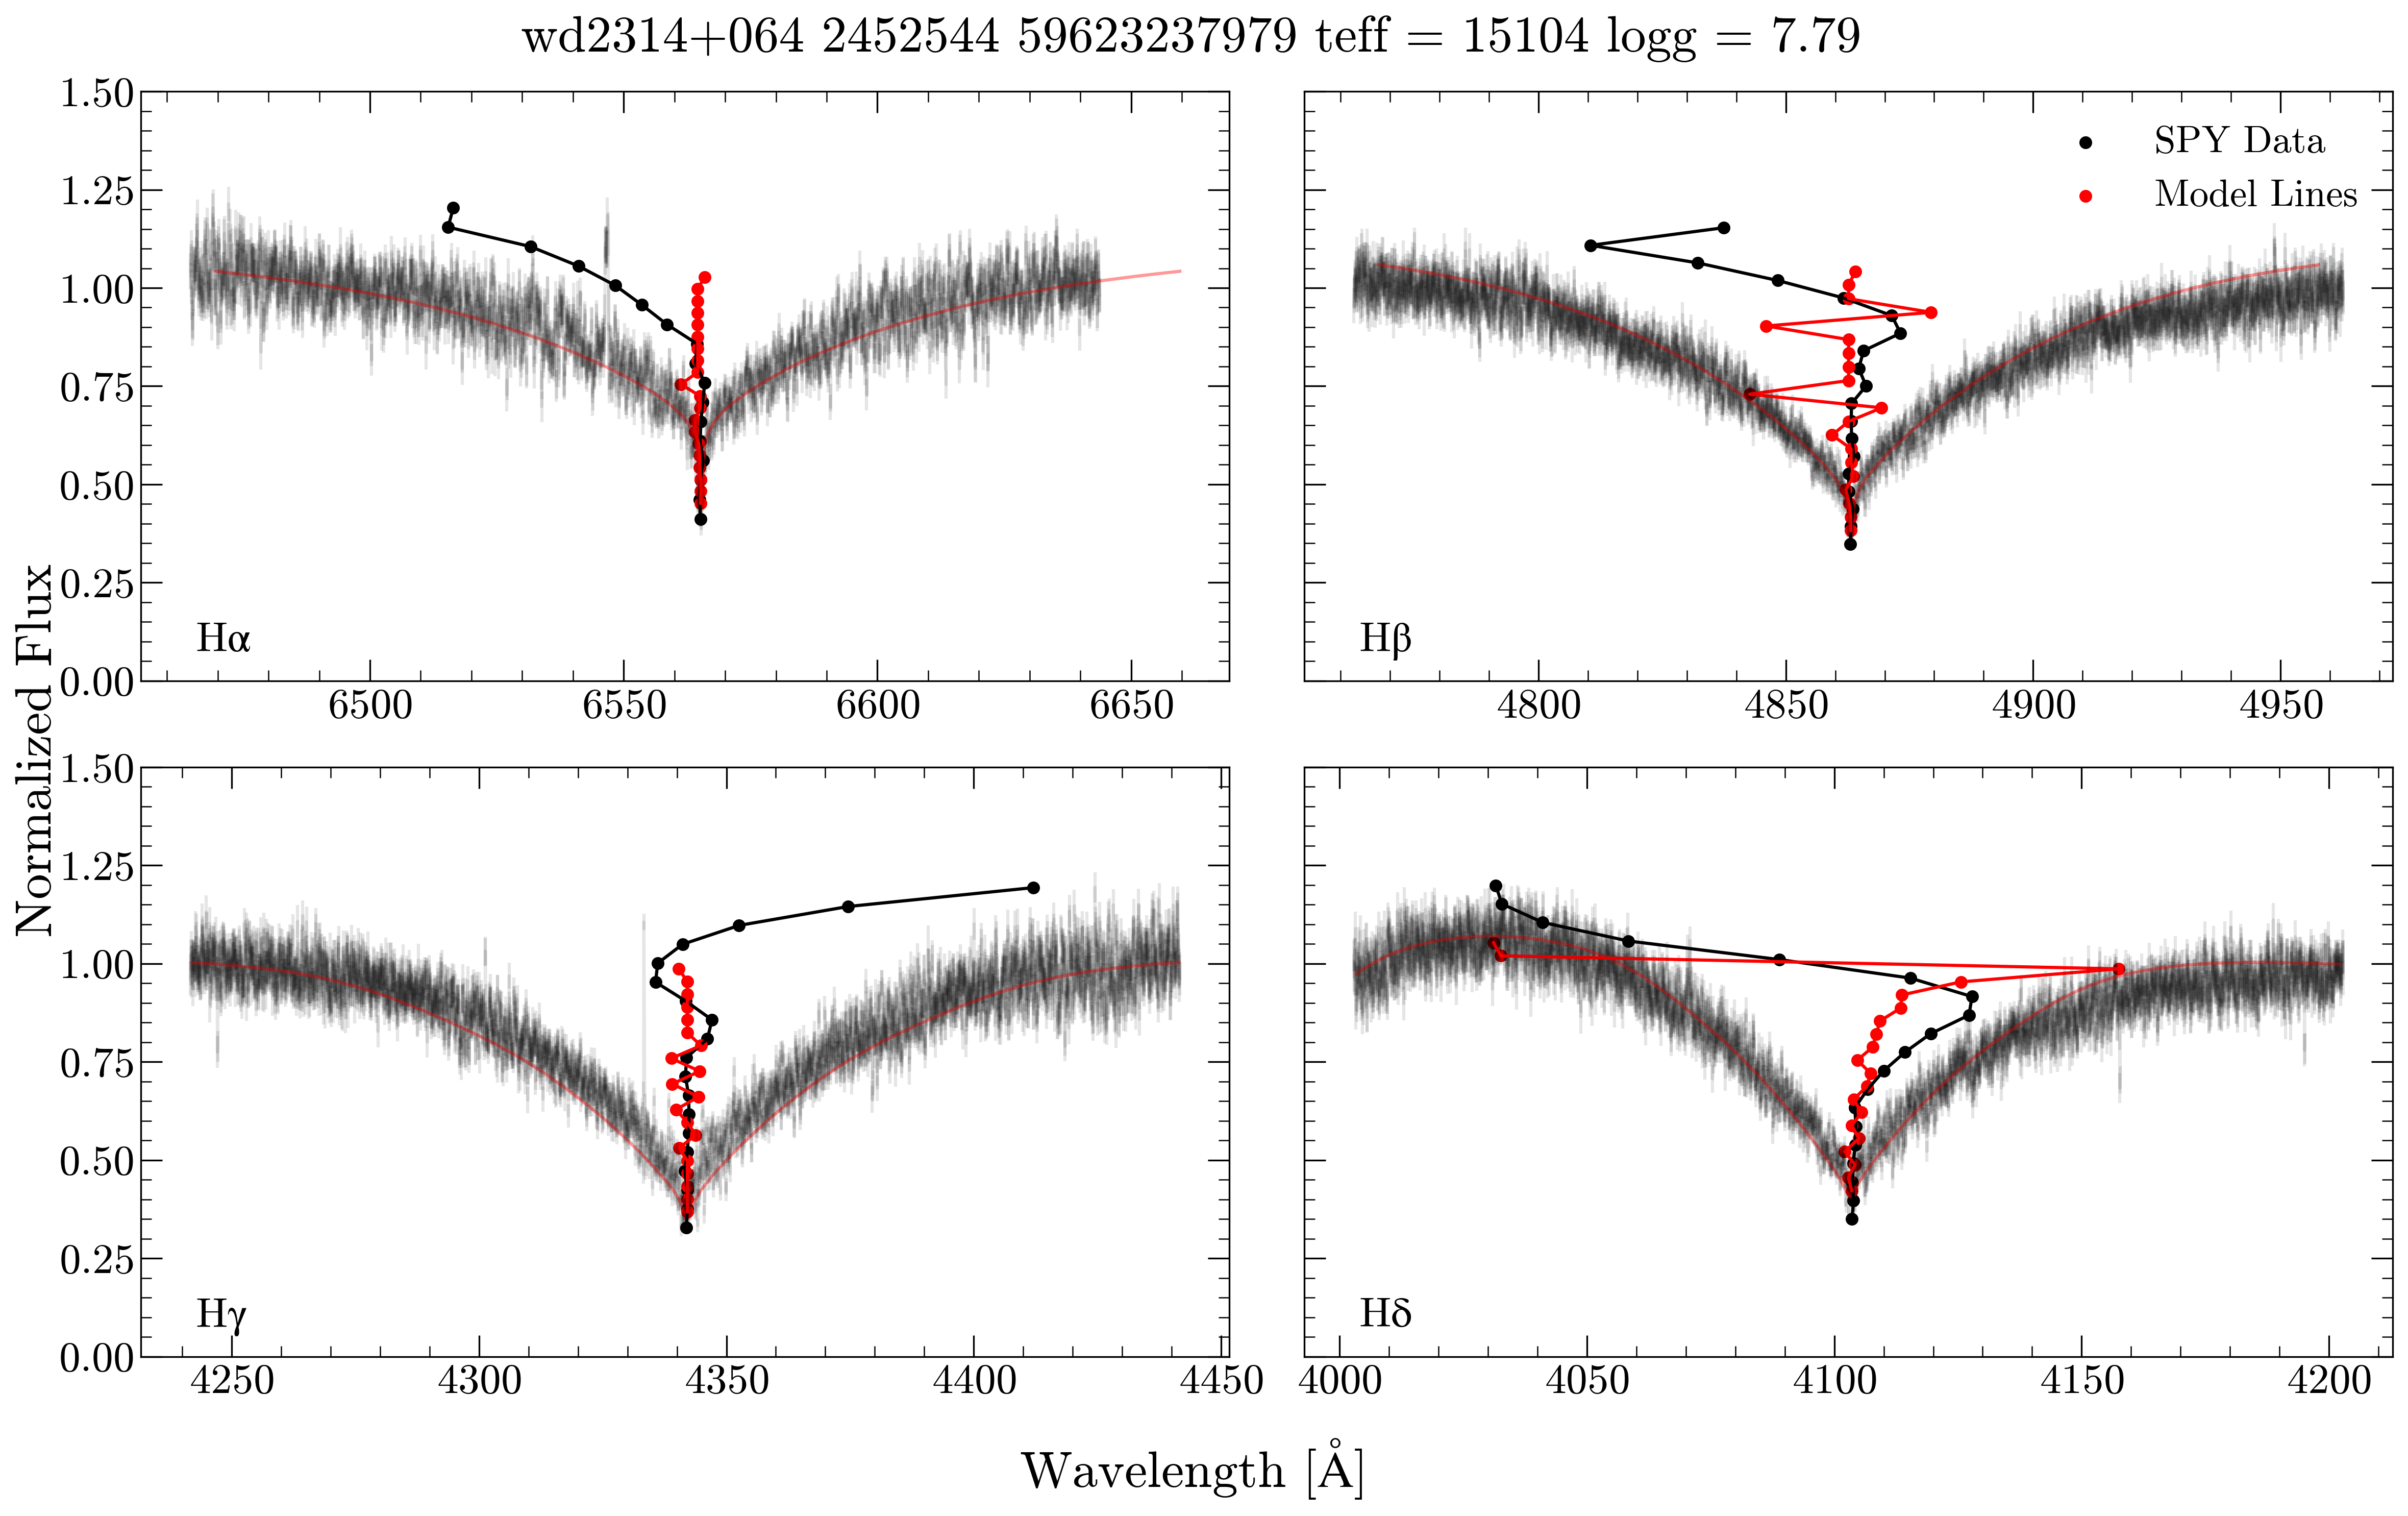 wd2314+064 2452544 59623237979 teff = 15104 logg = 7.79
Normalized Flux
1.50
1.25
1.00
0.75
0.50
0.25
0.00
Hα
6500 6550 6600 6650
SPY Data
Model Lines
Hβ
4800 4850 4900 4950
1.50
1.25
1.00
0.75
0.50
0.25
0.00
Hγ
4250 4300 4350 4400 4450
Hδ
4000 4050 4100 4150 4200
Wavelength [Å]